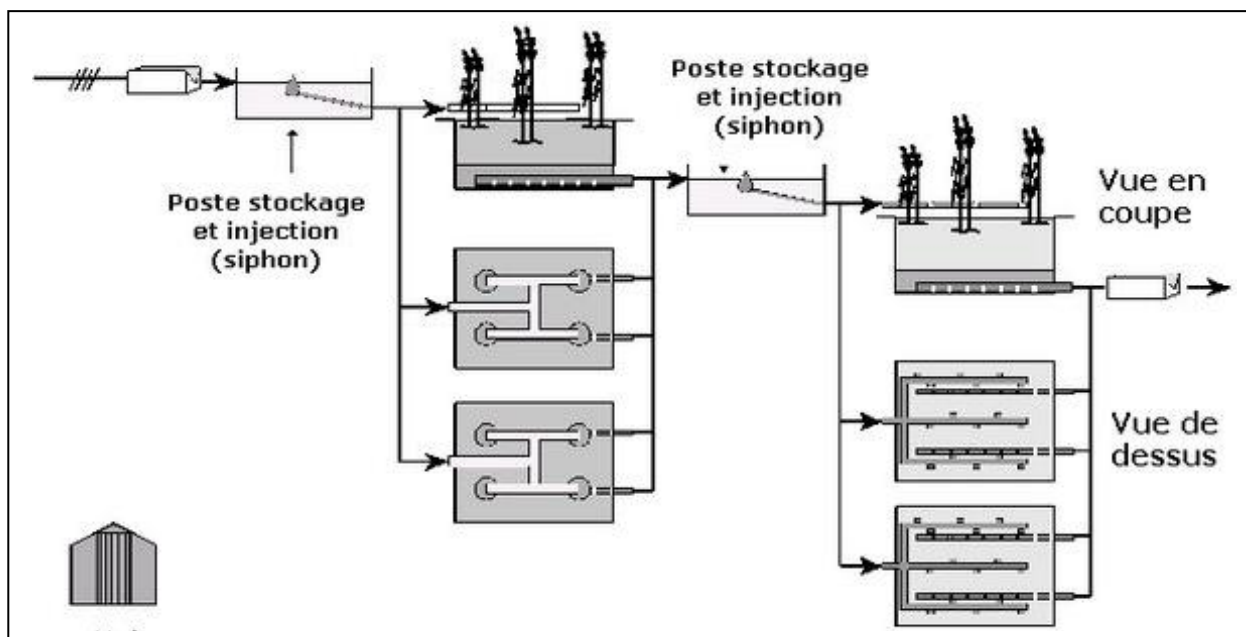 Poste stockage
et injection
(siphon)
Poste stockage
et injection
(siphon)
Vue en
coupe
Vue de
dessus